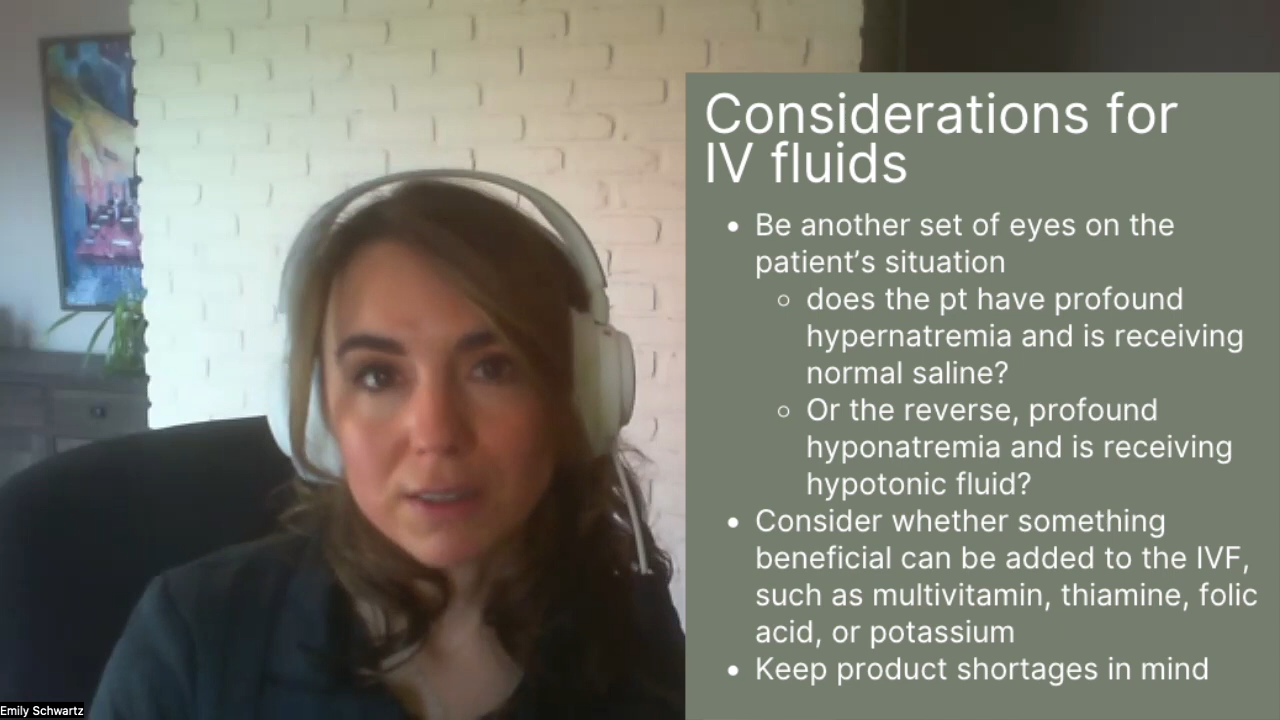 Considerations for
IV fluids
• Be another set of eyes on the
patient’s situation
◦ does the pt have profound
hypernatremia and is receiving
normal saline?
◦ Or the reverse, profound
hyponatremia and is receiving
hypotonic fluid?
• Consider whether something
beneficial can be added to the IVF,
such as multivitamin, thiamine, folic
acid, or potassium
• Keep product shortages in mind
Emily Schwartz